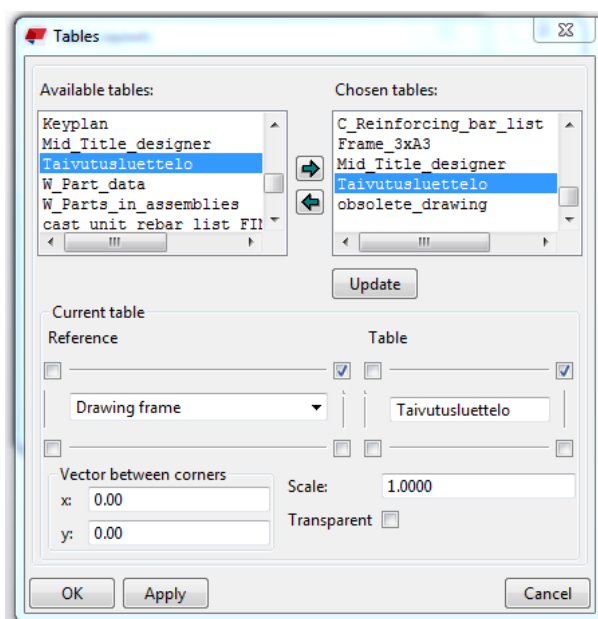 Tables
Available tables:
Chosen tables:
Keyplan
Mid_Title_designer
Taivutusluettelo
W_Part_data
W_Parts_in_assemblies
cast unit rebar list FIN
C_Reinforcing_bar_list
Frame_3xA3
Mid_Title_designer
Taivutusluettelo
obsolete_drawing
Update
Current table
Reference
Table
Drawing frame
Taivutusluettelo
Vector between corners
x: 0.00
y: 0.00
Scale: 1.0000
Transparent
OK
Apply
Cancel